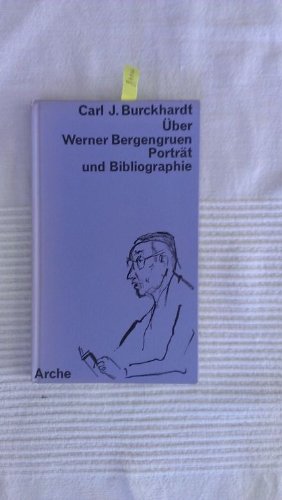 Carl J. Burckhardt
Über
Werner Bergengruen
Porträt
und Bibliographie
Arche